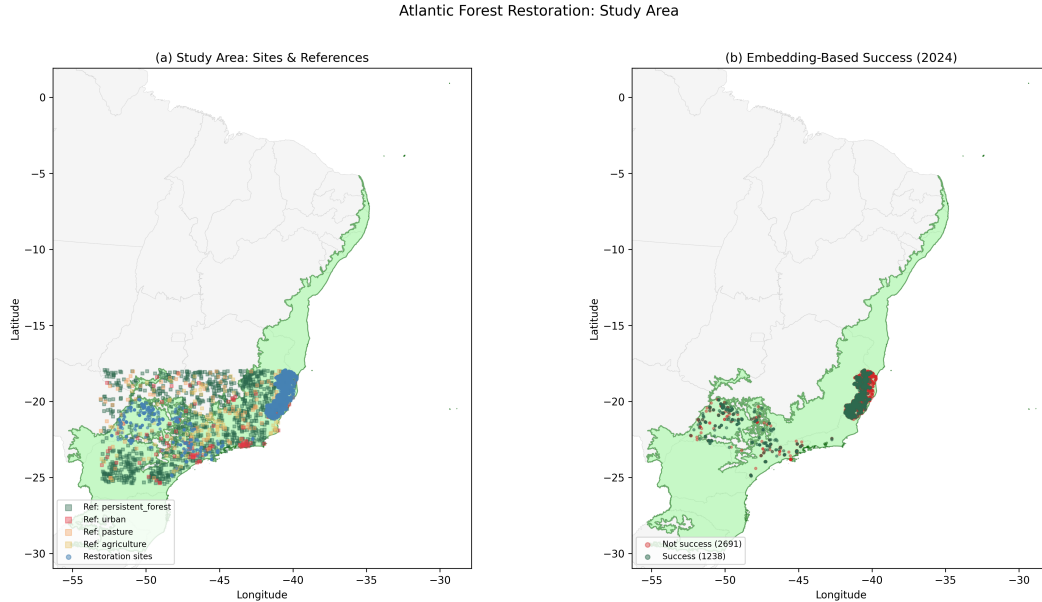 Atlantic Forest Restoration: Study Area
(a) Study Area: Sites & References
0
−5
−10
−15
−20
−25
−30
Latitude
−55
−50
−45
−40
−35
−30
Longitude
Ref: persistent_forest
Ref: urban
Ref: pasture
Ref: agriculture
Restoration sites
(b) Embedding-Based Success (2024)
0
−5
−10
−15
−20
−25
−30
Latitude
−55
−50
−45
−40
−35
−30
Longitude
Not success (2691)
Success (1238)